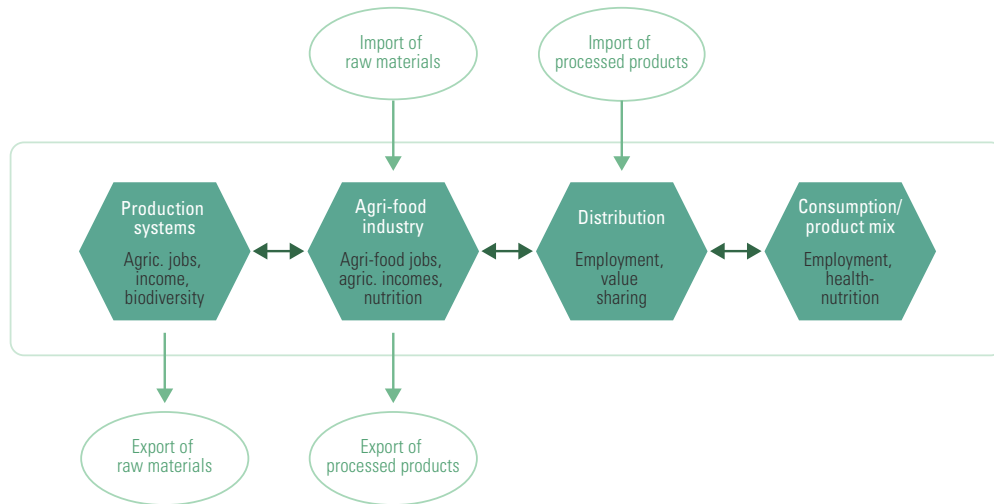 Import of
raw materials
Import of
processed products
Production
systems
Agric. jobs,
income,
biodiversity
Agri-food
industry
Agri-food jobs,
agric. incomes,
nutrition
Distribution
Employment,
value
sharing
Consumption/
product mix
Employment,
health-
nutrition
Export of
raw materials
Export of
processed products